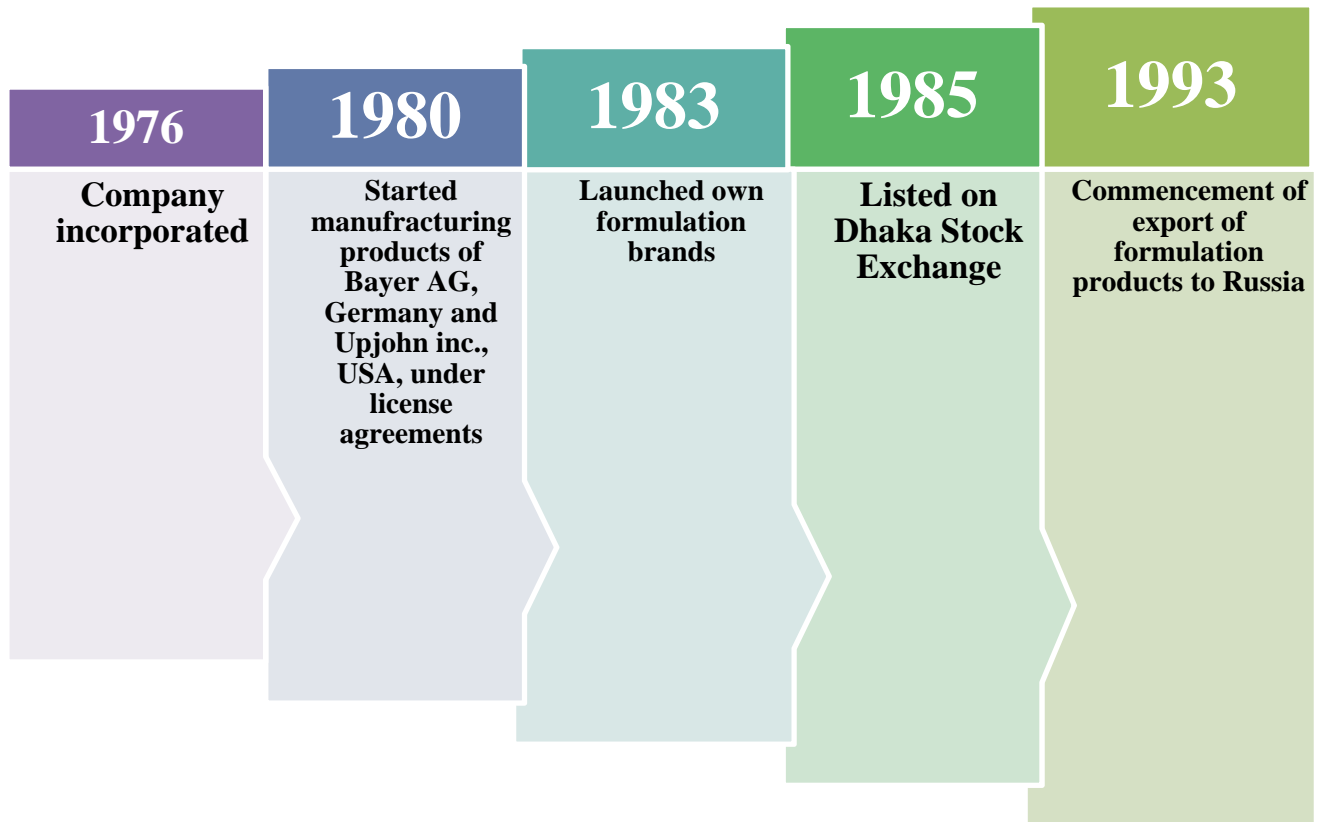 1976
Company
incorporated
1980
Started
manufracturing
products of
Bayer AG,
Germany and
Upjohn inc.,
USA, under
license
agreements
1983
Launched own
formulation
brands
1985
Listed on
Dhaka Stock
Exchange
1993
Commencement of
export of
formulation
products to Russia